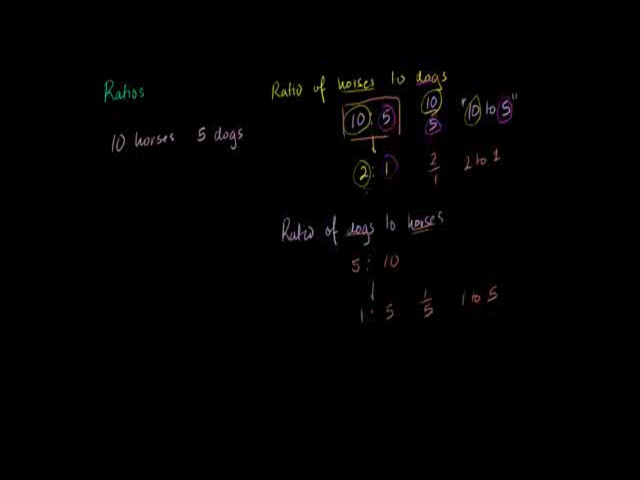 Ratios
10 horses 5 dogs
Ratio of horses to dogs
10 : 5 10/5 "10 to 5"
2 : 1 2/1 2 to 1
Ratio of dogs to horses
5 : 10
1 : 5 1/5 1 to 5